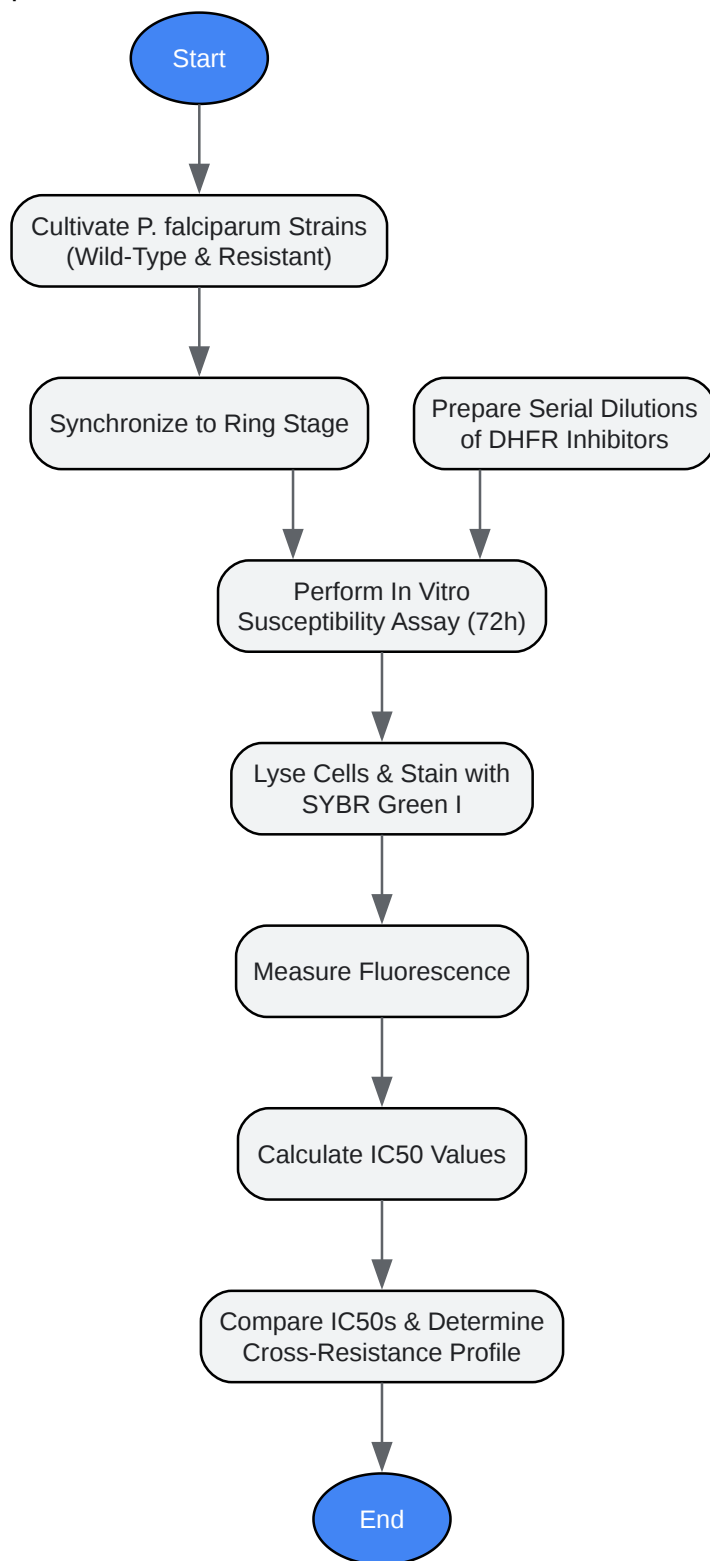 Start
Cultivate P. falciparum Strains
(Wild-Type & Resistant)
Synchronize to Ring Stage
Prepare Serial Dilutions
of DHFR Inhibitors
Perform In Vitro
Susceptibility Assay (72h)
Lyse Cells & Stain with
SYBR Green I
Measure Fluorescence
Calculate IC50 Values
Compare IC50s & Determine
Cross-Resistance Profile
End